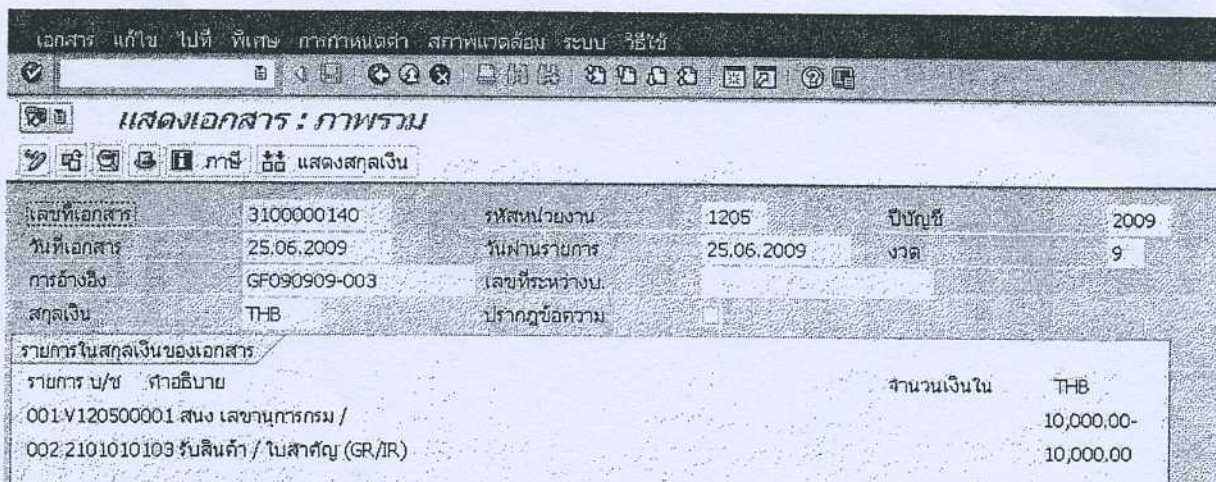 เอกสาร แก้ไข ไปที่ พิเศษ การกำหนดค่า สภาพแวดล้อม ระบบ วิธีใช้
แสดงเอกสาร : ภาพรวม
ภาษี แสดงสกุลเงิน
เลขที่เอกสาร 3100000140 รหัสหน่วยงาน 1205 ปีบัญชี 2009
วันที่เอกสาร 25.06.2009 วันผ่านรายการ 25.06.2009 งวด 9
การอ้างอิง GF090909-003 เลขที่ระหว่างบ.
สกุลเงิน THB ปรากฏข้อความ
รายการในสกุลเงินของเอกสาร
รายการ บ/ช คำอธิบาย จำนวนเงินใน THB
001 V120500001 สนง เลขานุการกรม / 10,000.00-
002 2101010103 รับสินค้า / ใบสำคัญ (GR/IR) 10,000.00